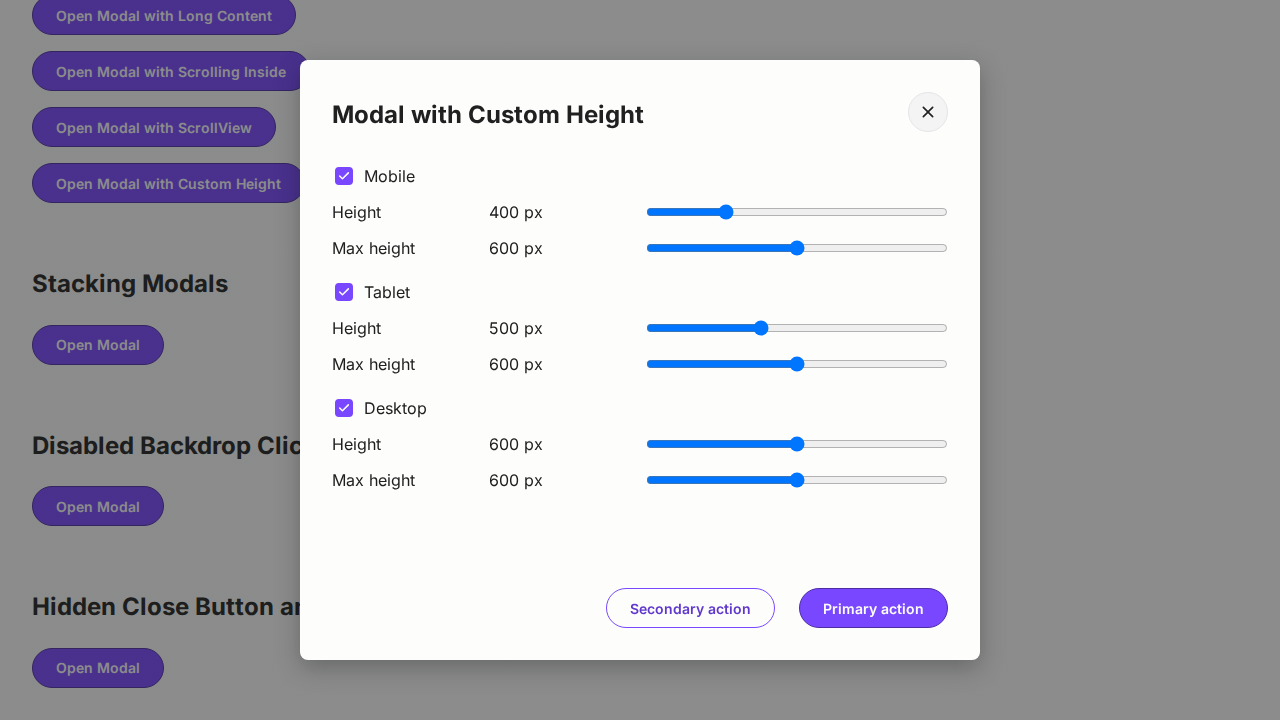 Open Modal with Long Content
Open Modal with Scrolling Inside
Open Modal with ScrollView
Open Modal with Custom Height
Stacking Modals
Open Modal
Disabled Backdrop
Open Modal
Hidden Close Button
Open Modal
Modal with Custom Height
Mobile
Height 400 px
Max height 600 px
Tablet
Height 500 px
Max height 600 px
Desktop
Height 600 px
Max height 600 px
Secondary action
Primary action